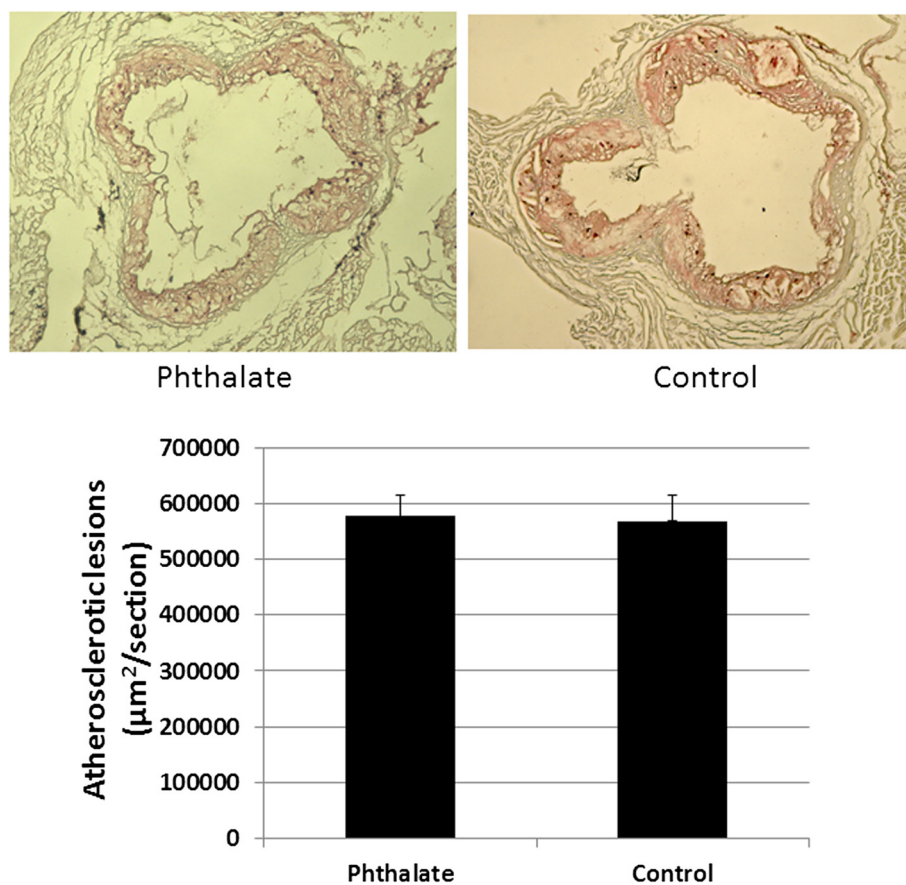 Phthalate
Control
Atheroscleroticlesions
(µm²/section)
700000
600000
500000
400000
300000
200000
100000
0
Phthalate
Control